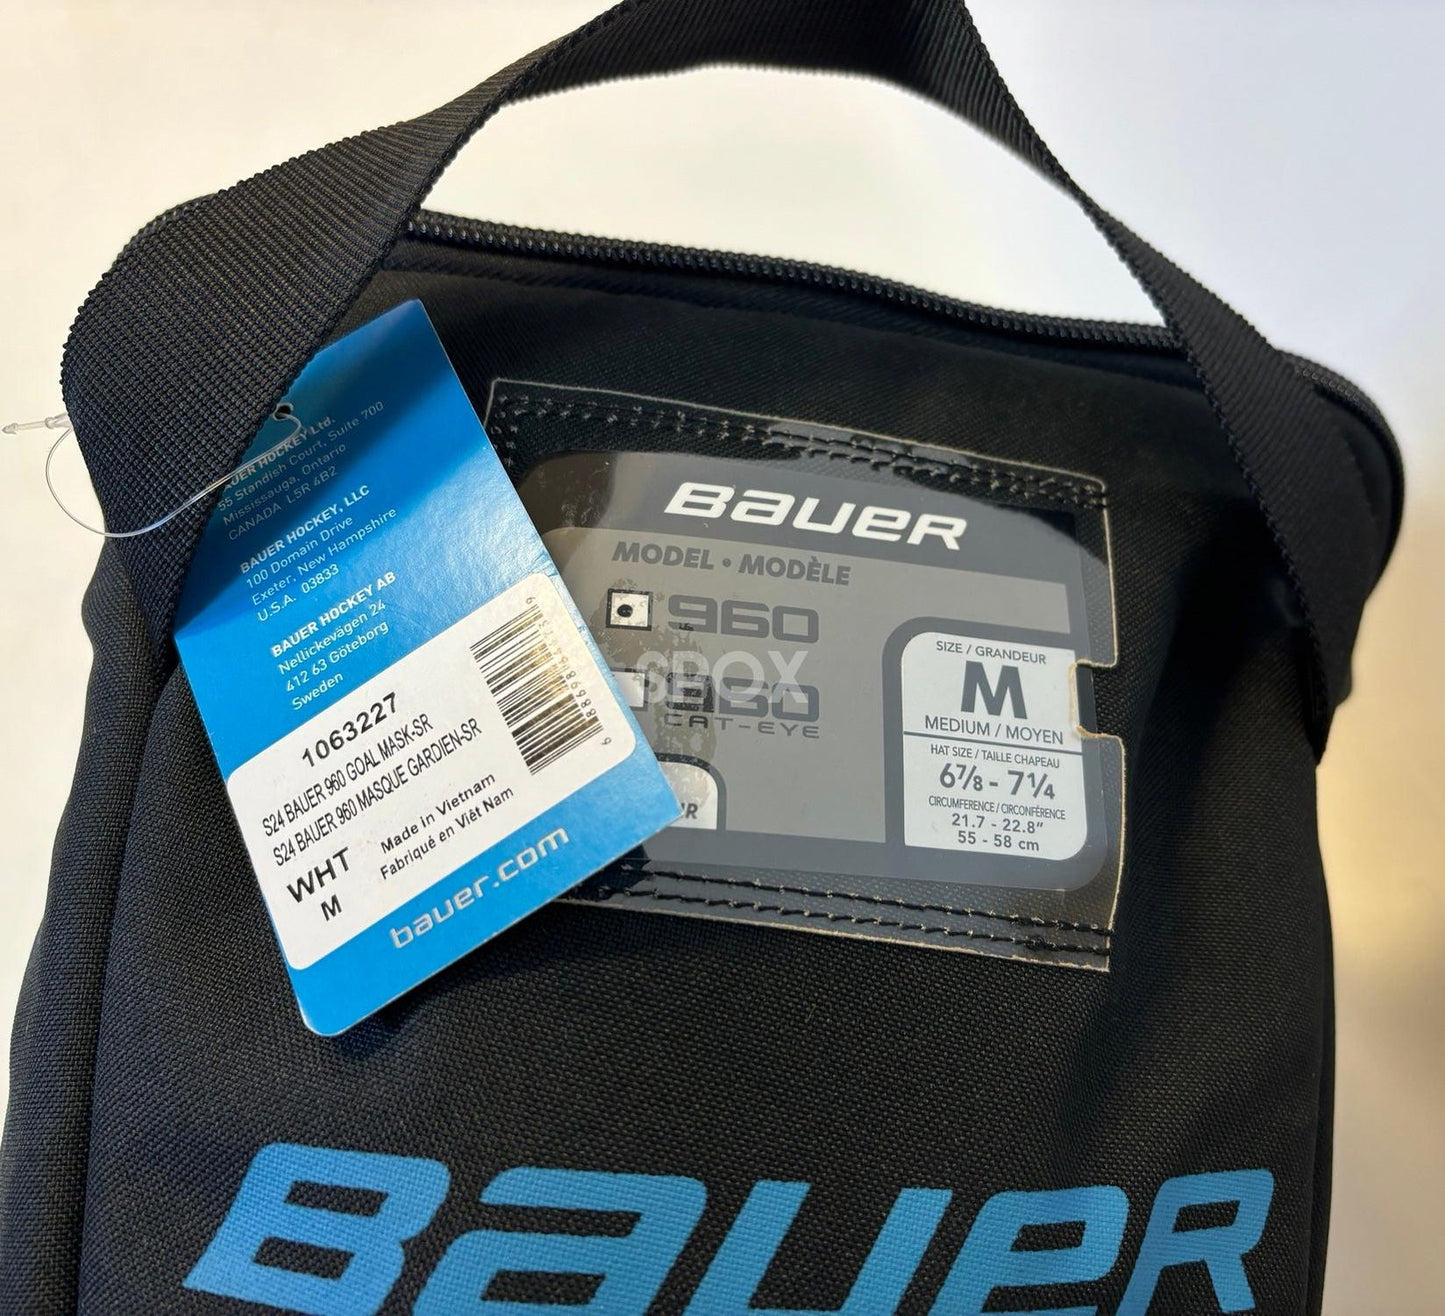 BAUER HOCKEY Ltd.
55 Standish Court, Suite 700
Mississauga, Ontario
CANADA L5R 4B2
BAUER HOCKEY, LLC
100 Domain Drive
Exeter, New Hampshire
U.S.A. 03833
BAUER HOCKEY AB
Nellickevägen 24
412 63 Göteborg
Sweden
1063227
S24 BAUER 960 GOAL MASK-SR
S24 BAUER 960 MASQUE GARDIEN-SR
WHT
M
Made in Vietnam
Fabriqué en Viêt Nam
bauer.com
BAUER
MODEL • MODÈLE
960
960
CAT-EYE
SBOX
SIZE / GRANDEUR
M
MEDIUM / MOYEN
HAT SIZE / TAILLE CHAPEAU
6⅞ - 7¼
CIRCUMFERENCE / CIRCONFÉRENCE
21.7 - 22.8"
55 - 58 cm
BAUER